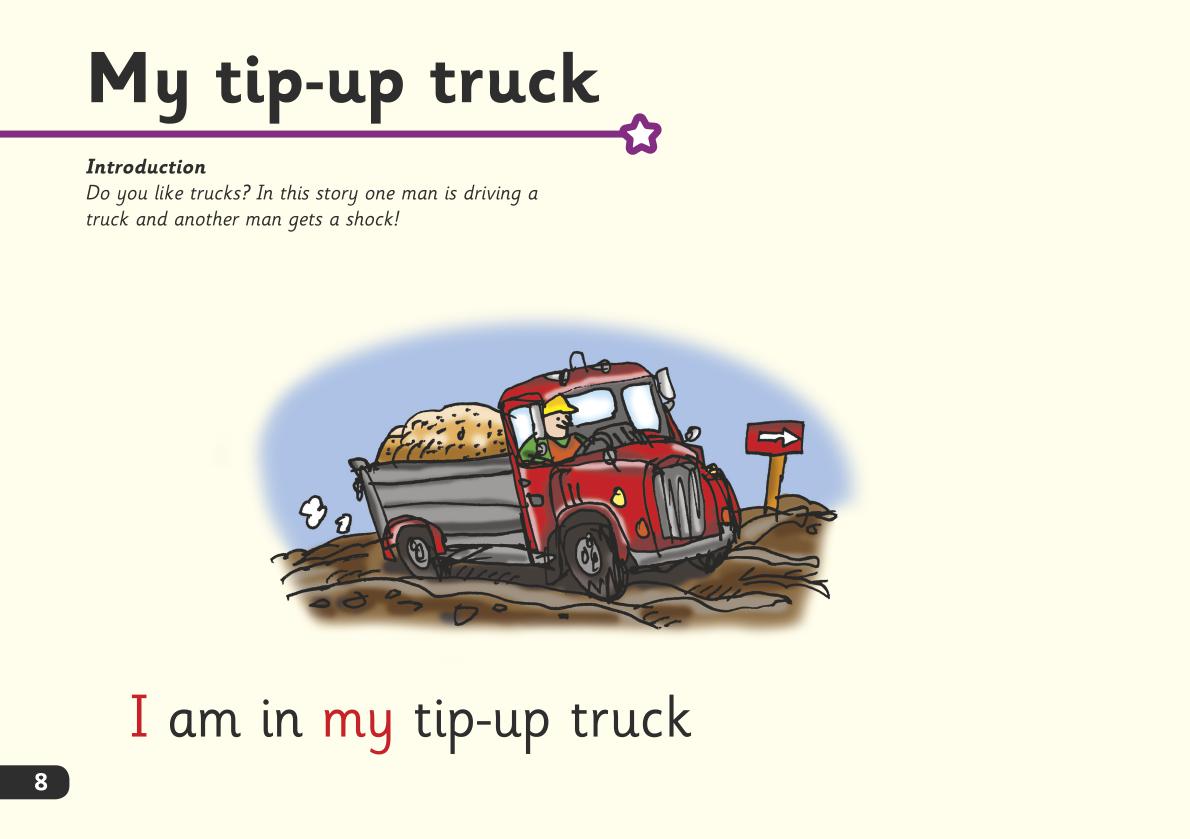 My tip-up truck
Introduction
Do you like trucks? In this story one man is driving a
truck and another man gets a shock!
I am in my tip-up truck
8